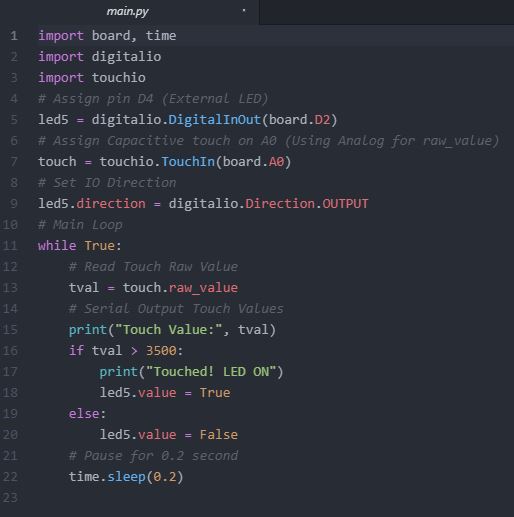 main.py
1 import board, time
2 import digitalio
3 import touchio
4 # Assign pin D4 (External LED)
5 led5 = digitalio.DigitalInOut(board.D2)
6 # Assign Capacitive touch on A0 (Using Analog for raw_value)
7 touch = touchio.TouchIn(board.A0)
8 # Set IO Direction
9 led5.direction = digitalio.Direction.OUTPUT
10 # Main Loop
11 while True:
12     # Read Touch Raw Value
13     tval = touch.raw_value
14     # Serial Output Touch Values
15     print("Touch Value:", tval)
16     if tval > 3500:
17         print("Touched! LED ON")
18         led5.value = True
19     else:
20         led5.value = False
21     # Pause for 0.2 second
22     time.sleep(0.2)
23